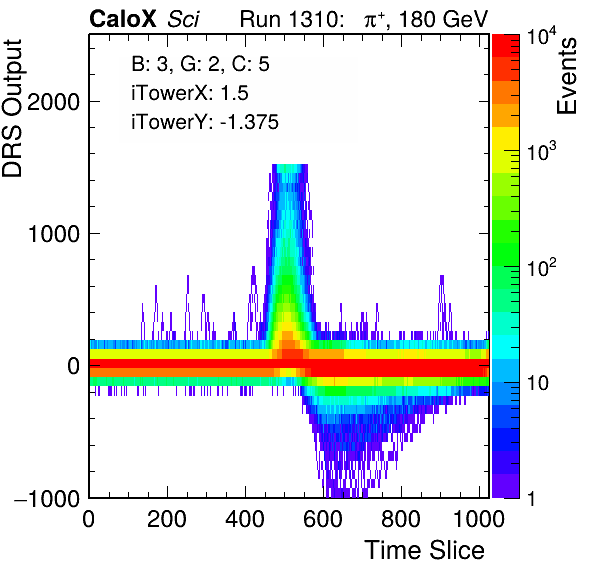 CaloX Sci Run 1310: π⁺, 180 GeV
B: 3, G: 2, C: 5
iTowerX: 1.5
iTowerY: -1.375
DRS Output
2000
1000
0
−1000
0 200 400 600 800 1000
Time Slice
Events
10⁴
10³
10²
10
1